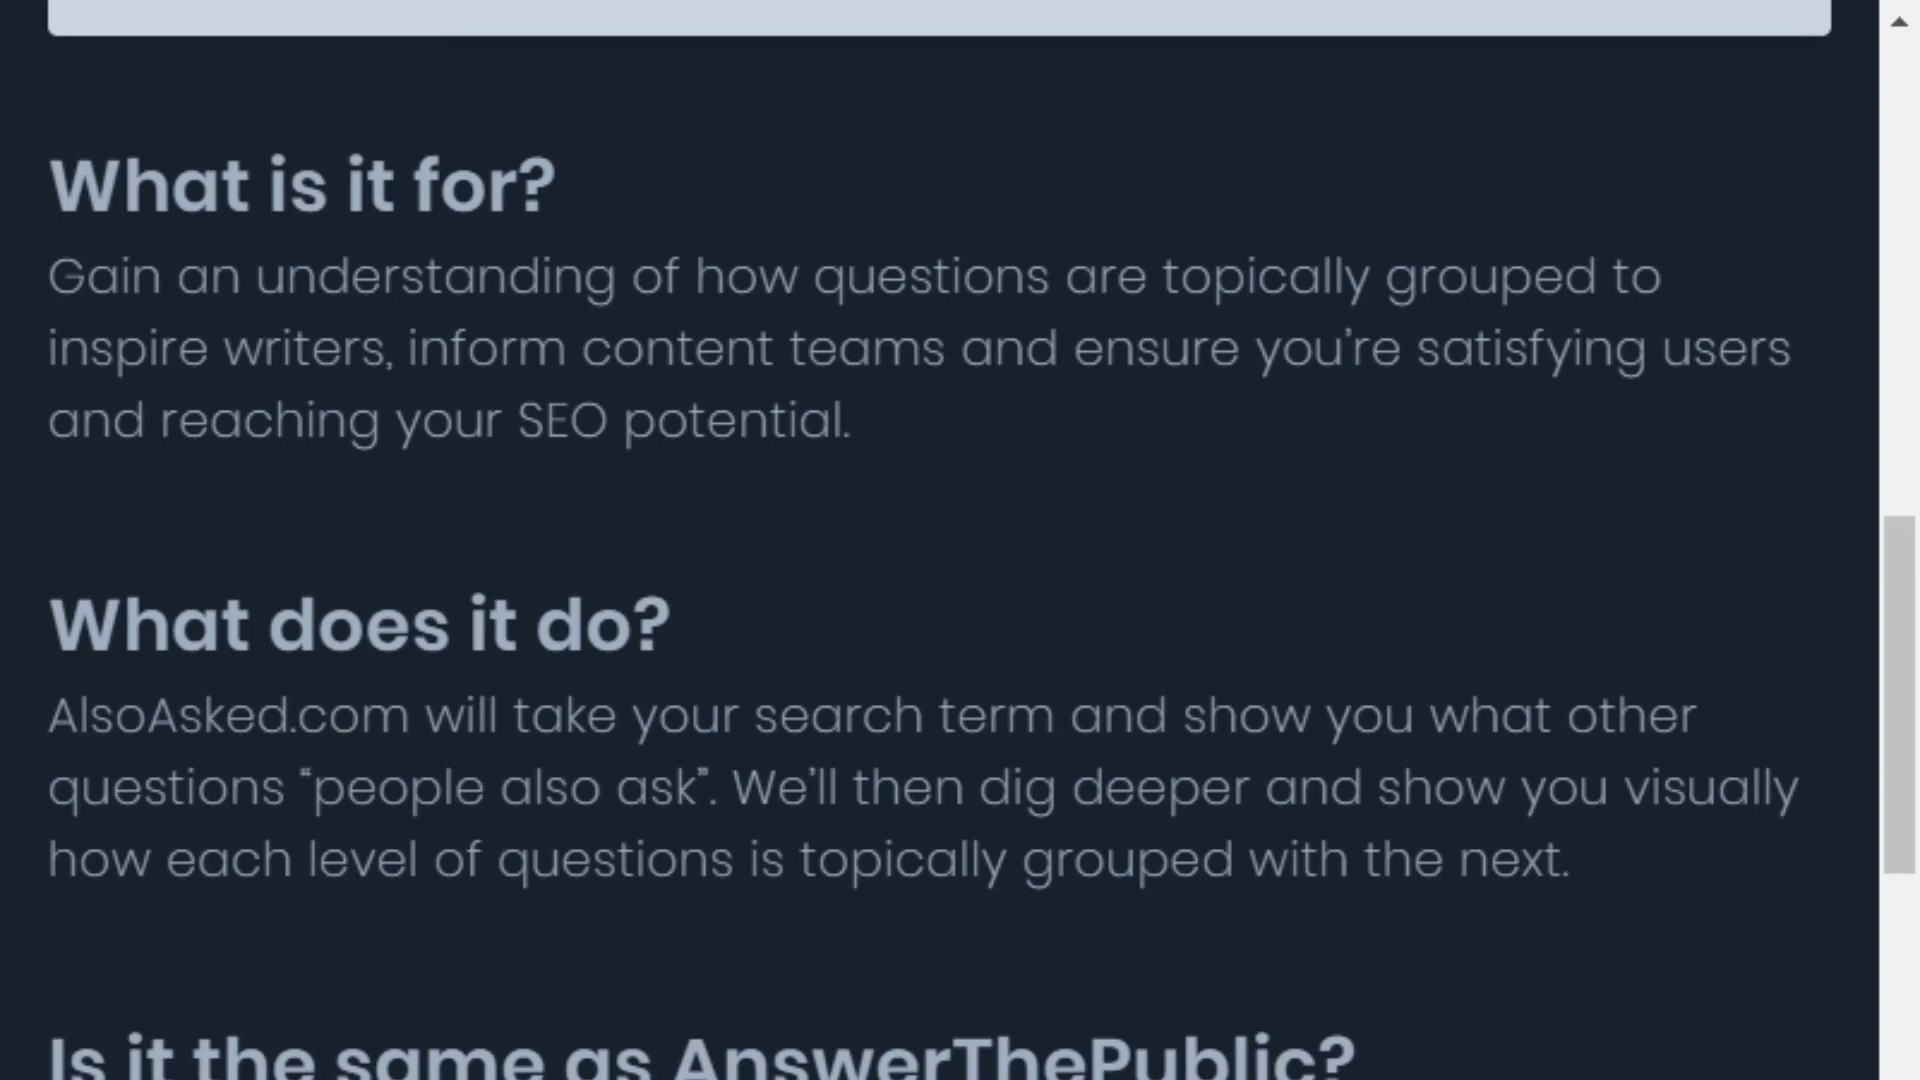 What is it for?
Gain an understanding of how questions are topically grouped to
inspire writers, inform content teams and ensure you’re satisfying users
and reaching your SEO potential.
What does it do?
AlsoAsked.com will take your search term and show you what other
questions “people also ask”. We’ll then dig deeper and show you visually
how each level of questions is topically grouped with the next.
Is it the same as AnswerThePublic?